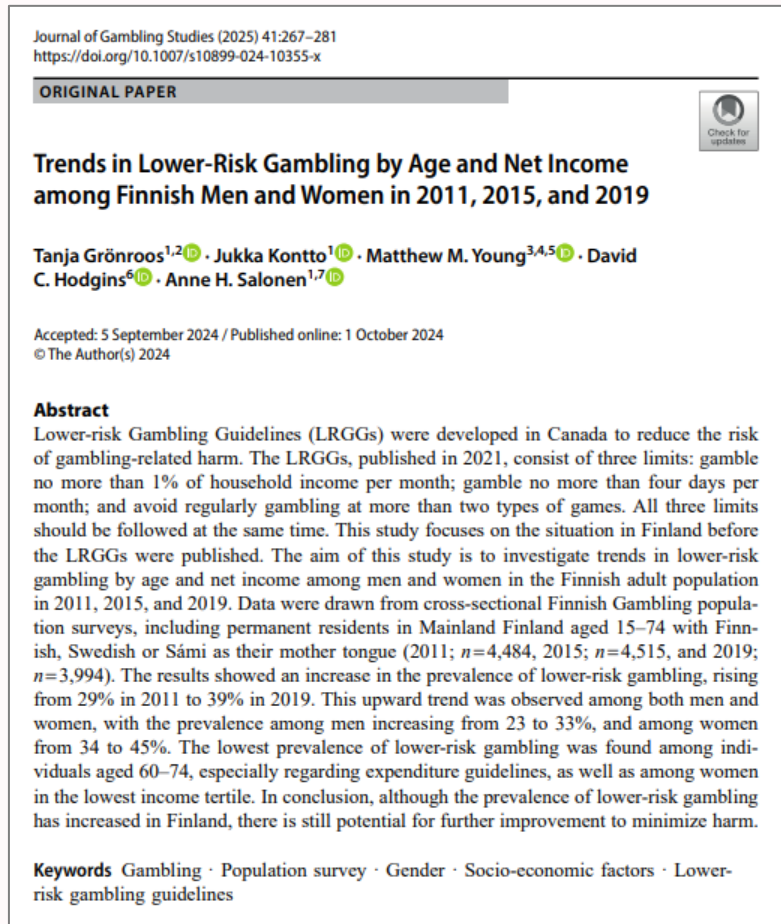 Journal of Gambling Studies (2025) 41:267–281
https://doi.org/10.1007/s10899-024-10355-x
ORIGINAL PAPER
Check for
updates
Trends in Lower-Risk Gambling by Age and Net Income
among Finnish Men and Women in 2011, 2015, and 2019
Tanja Grönroos1,2 iD · Jukka Kontto1 iD · Matthew M. Young3,4,5 iD · David
C. Hodgins6 iD · Anne H. Salonen1,7 iD
Accepted: 5 September 2024 / Published online: 1 October 2024
© The Author(s) 2024
Abstract
Lower-risk Gambling Guidelines (LRGGs) were developed in Canada to reduce the risk
of gambling-related harm. The LRGGs, published in 2021, consist of three limits: gamble
no more than 1% of household income per month; gamble no more than four days per
month; and avoid regularly gambling at more than two types of games. All three limits
should be followed at the same time. This study focuses on the situation in Finland before
the LRGGs were published. The aim of this study is to investigate trends in lower-risk
gambling by age and net income among men and women in the Finnish adult population
in 2011, 2015, and 2019. Data were drawn from cross-sectional Finnish Gambling popula-
tion surveys, including permanent residents in Mainland Finland aged 15–74 with Finn-
ish, Swedish or Sámi as their mother tongue (2011; n=4,484, 2015; n=4,515, and 2019;
n=3,994). The results showed an increase in the prevalence of lower-risk gambling, rising
from 29% in 2011 to 39% in 2019. This upward trend was observed among both men and
women, with the prevalence among men increasing from 23 to 33%, and among women
from 34 to 45%. The lowest prevalence of lower-risk gambling was found among indi-
viduals aged 60–74, especially regarding expenditure guidelines, as well as among women
in the lowest income tertile. In conclusion, although the prevalence of lower-risk gambling
has increased in Finland, there is still potential for further improvement to minimize harm.
Keywords Gambling · Population survey · Gender · Socio-economic factors · Lower-
risk gambling guidelines